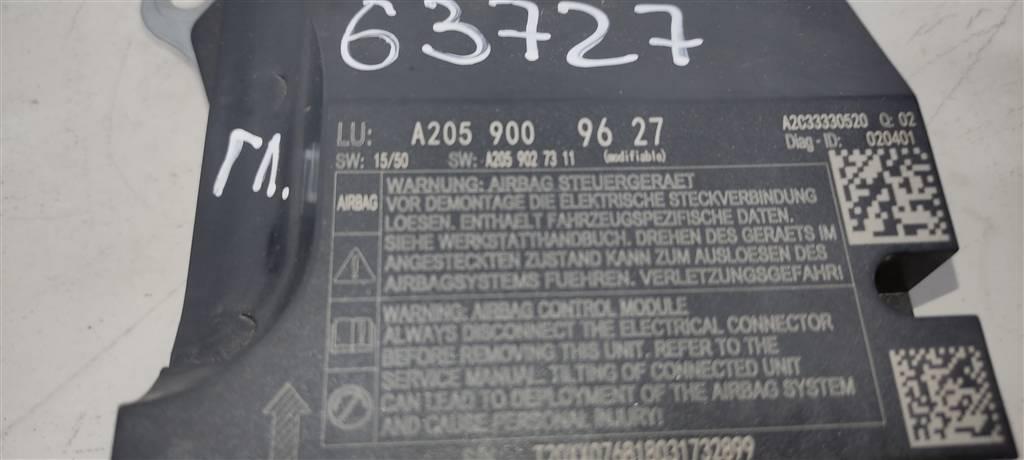 63727
ГЛ.
LU: A205 900 96 27
A2C33330520 Q: 02
Diag-ID: 020401
SW: 15/50 SW: A205 902 73 11 (modifiable)
AIRBAG
WARNUNG: AIRBAG STEUERGERAET
VOR DEMONTAGE DIE ELEKTRISCHE STECKVERBINDUNG
LOESEN. ENTHAELT FAHRZEUGSPEZIFISCHE DATEN.
SIEHE WERKSTATTHANDBUCH. DREHEN DES GERAETS IM
ANGESTECKTEN ZUSTAND KANN ZUM AUSLOESEN DES
AIRBAGSYSTEMS FUEHREN. VERLETZUNGSGEFAHR!
WARNING: AIRBAG CONTROL MODULE
ALWAYS DISCONNECT THE ELECTRICAL CONNECTOR
BEFORE REMOVING THIS UNIT. REFER TO THE
SERVICE MANUAL. TILTING OF CONNECTED UNIT
CAN LEAD TO DEPLOYMENT OF THE AIRBAG SYSTEM
AND CAUSE PERSONAL INJURY!